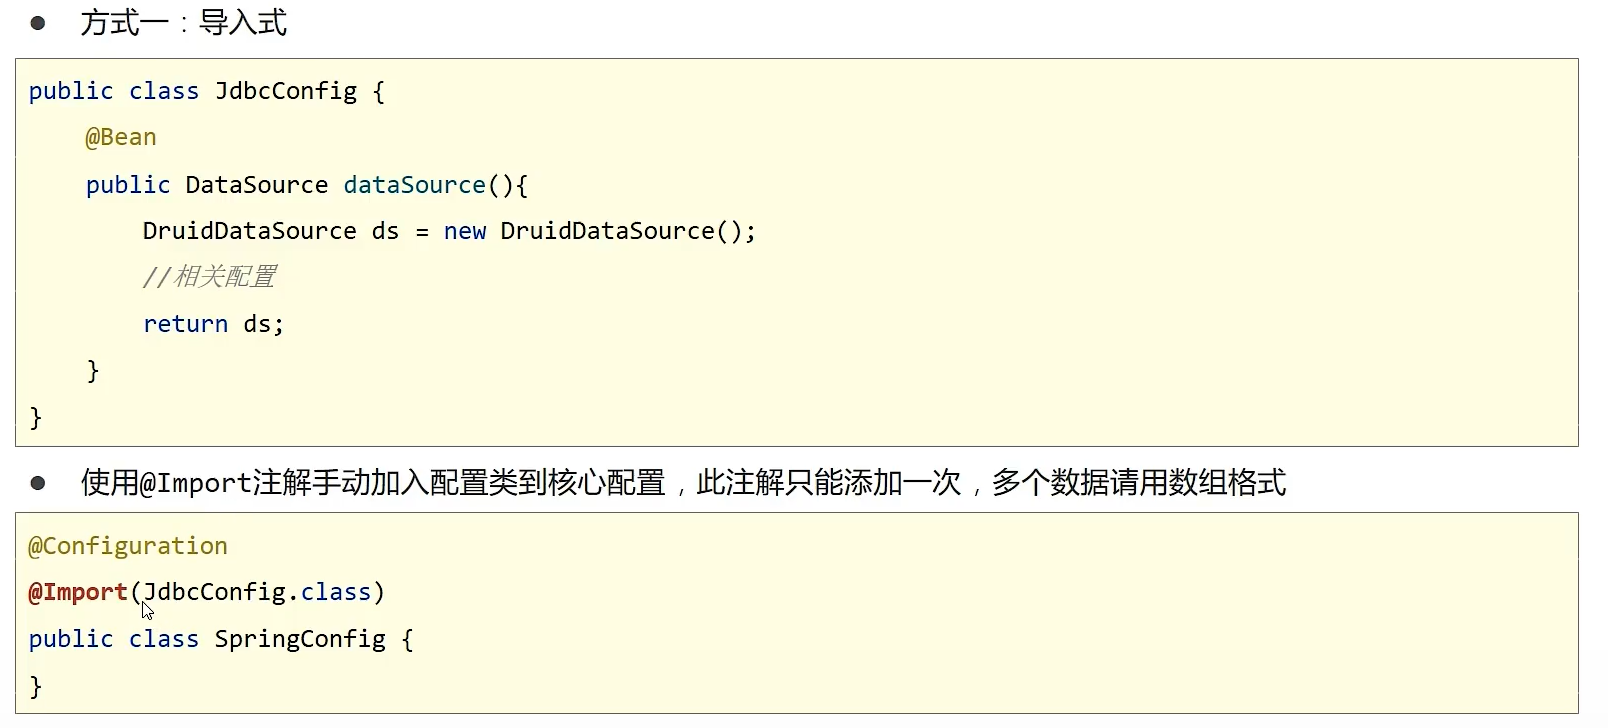 ● 方式一：导入式
public class JdbcConfig {
    @Bean
    public DataSource dataSource(){
        DruidDataSource ds = new DruidDataSource();
        //相关配置
        return ds;
    }
}
● 使用@Import注解手动加入配置类到核心配置，此注解只能添加一次，多个数据请用数组格式
@Configuration
@Import(JdbcConfig.class)
public class SpringConfig {
}